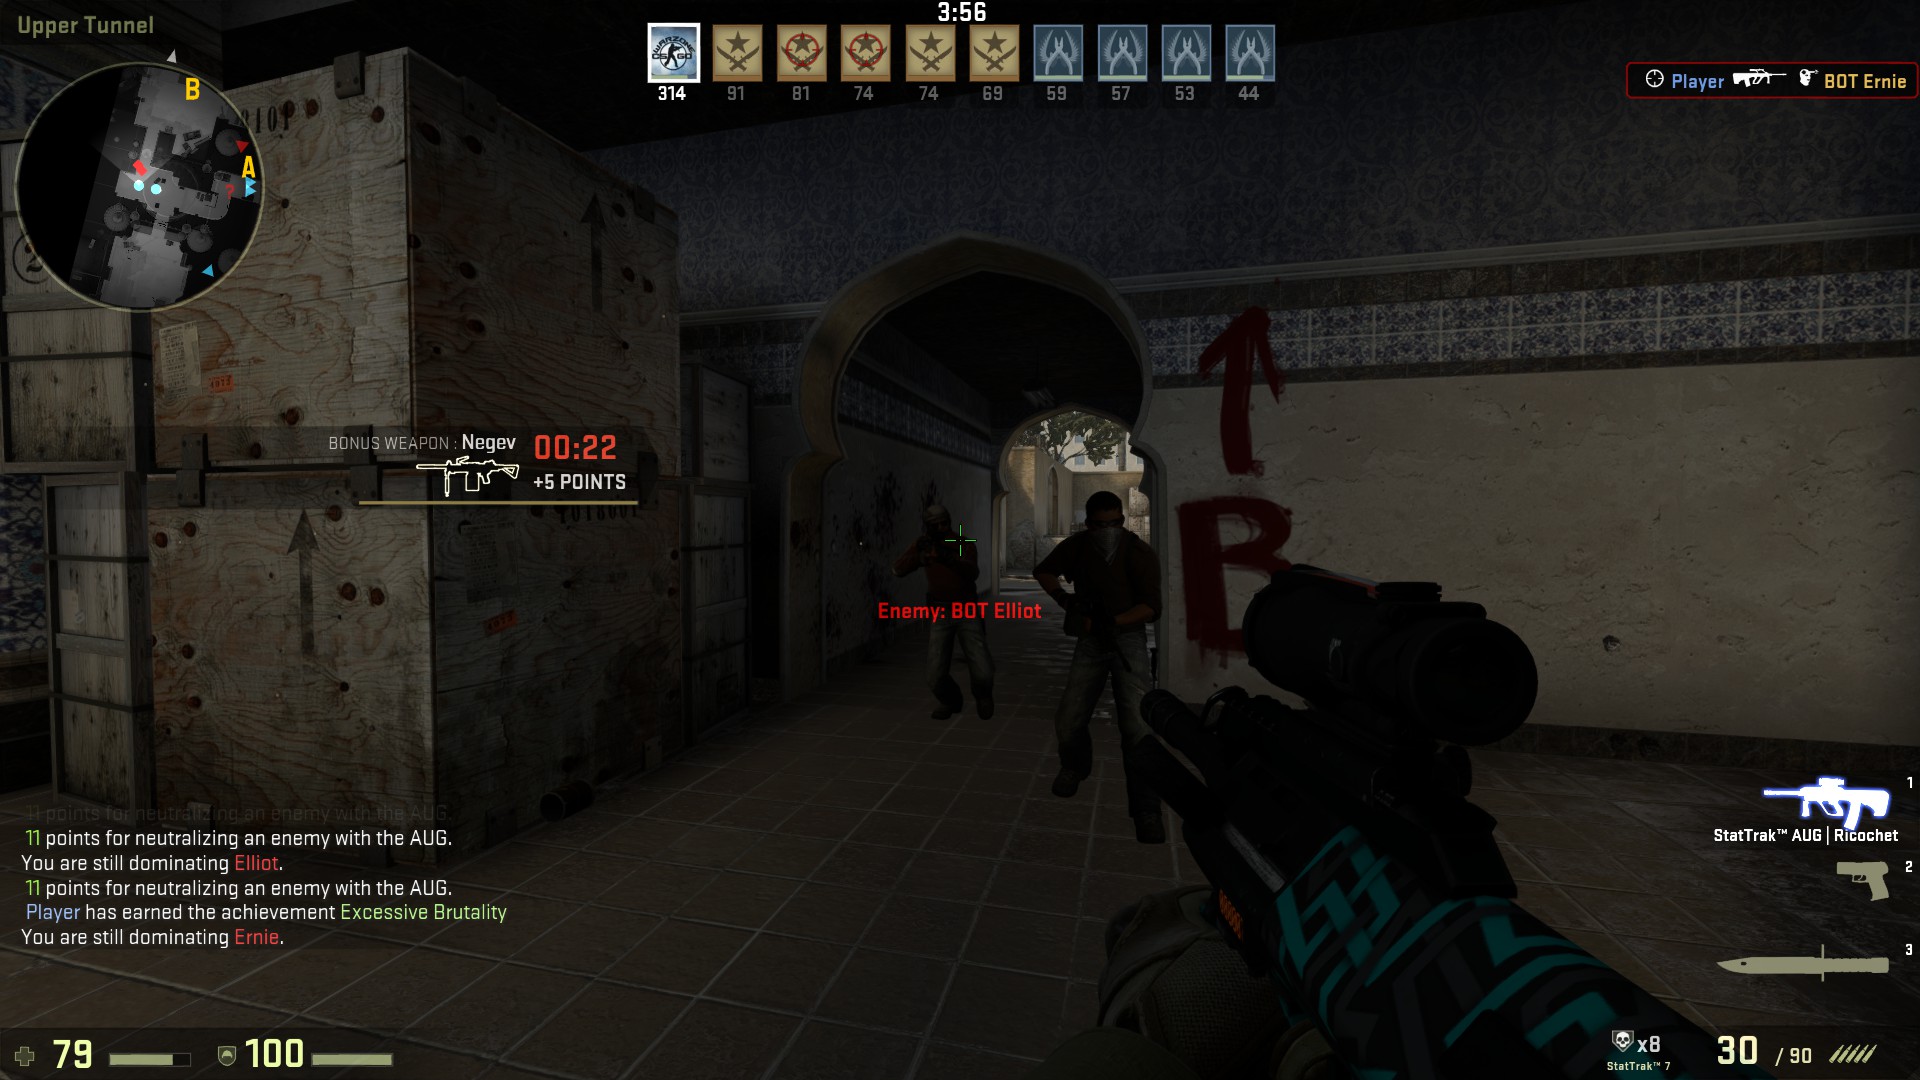 Upper Tunnel
3:56
314 91 81 74 74 69 59 57 53 44
Player BOT Ernie
B
A
?
BONUS WEAPON : Negev 00:22
+5 POINTS
B
Enemy: BOT Elliot
11 points for neutralizing an enemy with the AUG.
11 points for neutralizing an enemy with the AUG.
You are still dominating Elliot.
11 points for neutralizing an enemy with the AUG.
Player has earned the achievement Excessive Brutality
You are still dominating Ernie.
1
StatTrak™ AUG | Ricochet
2
3
79 100
x8
StatTrak™ 7
30 / 90